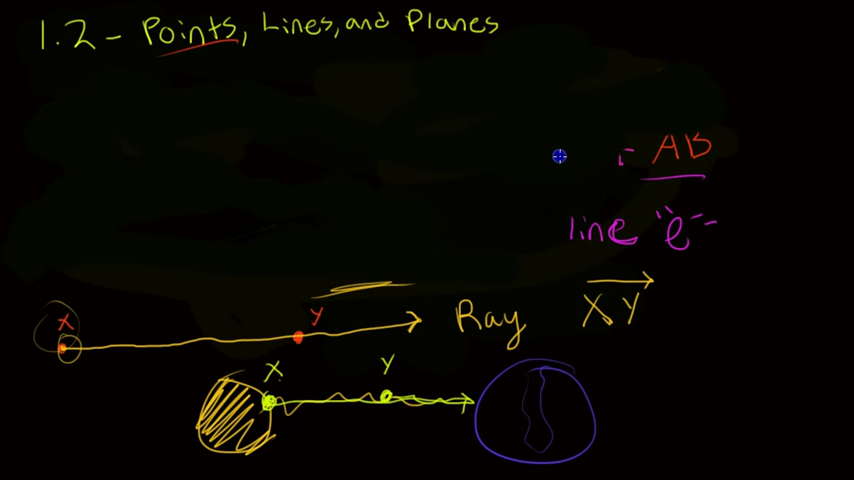 1.2 - Points, Lines, and Planes
AB
line "e"
X Y Ray XY
X Y